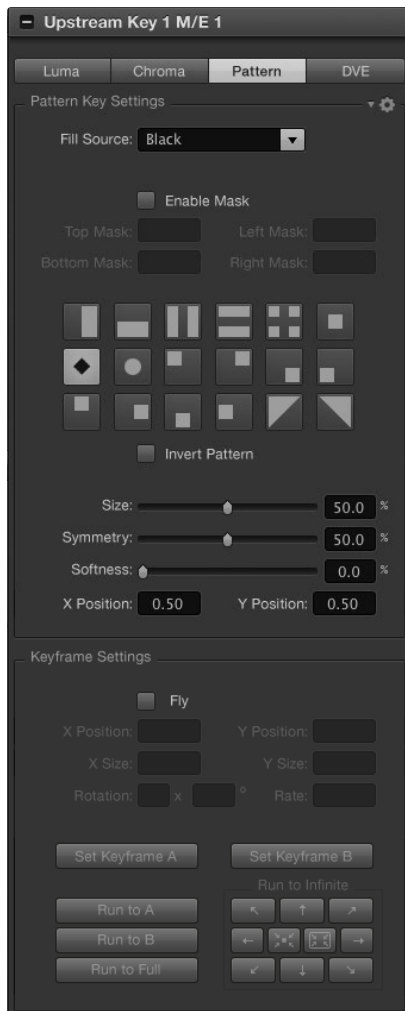 Upstream Key 1 M/E 1
Luma Chroma Pattern DVE
Pattern Key Settings
Fill Source: Black
Enable Mask
Top Mask: Left Mask:
Bottom Mask: Right Mask:
Invert Pattern
Size: 50.0 %
Symmetry: 50.0 %
Softness: 0.0 %
X Position: 0.50 Y Position: 0.50
Keyframe Settings
Fly
X Position: Y Position:
X Size: Y Size:
Rotation: x ° Rate:
Set Keyframe A Set Keyframe B
Run to Infinite
Run to A
Run to B
Run to Full